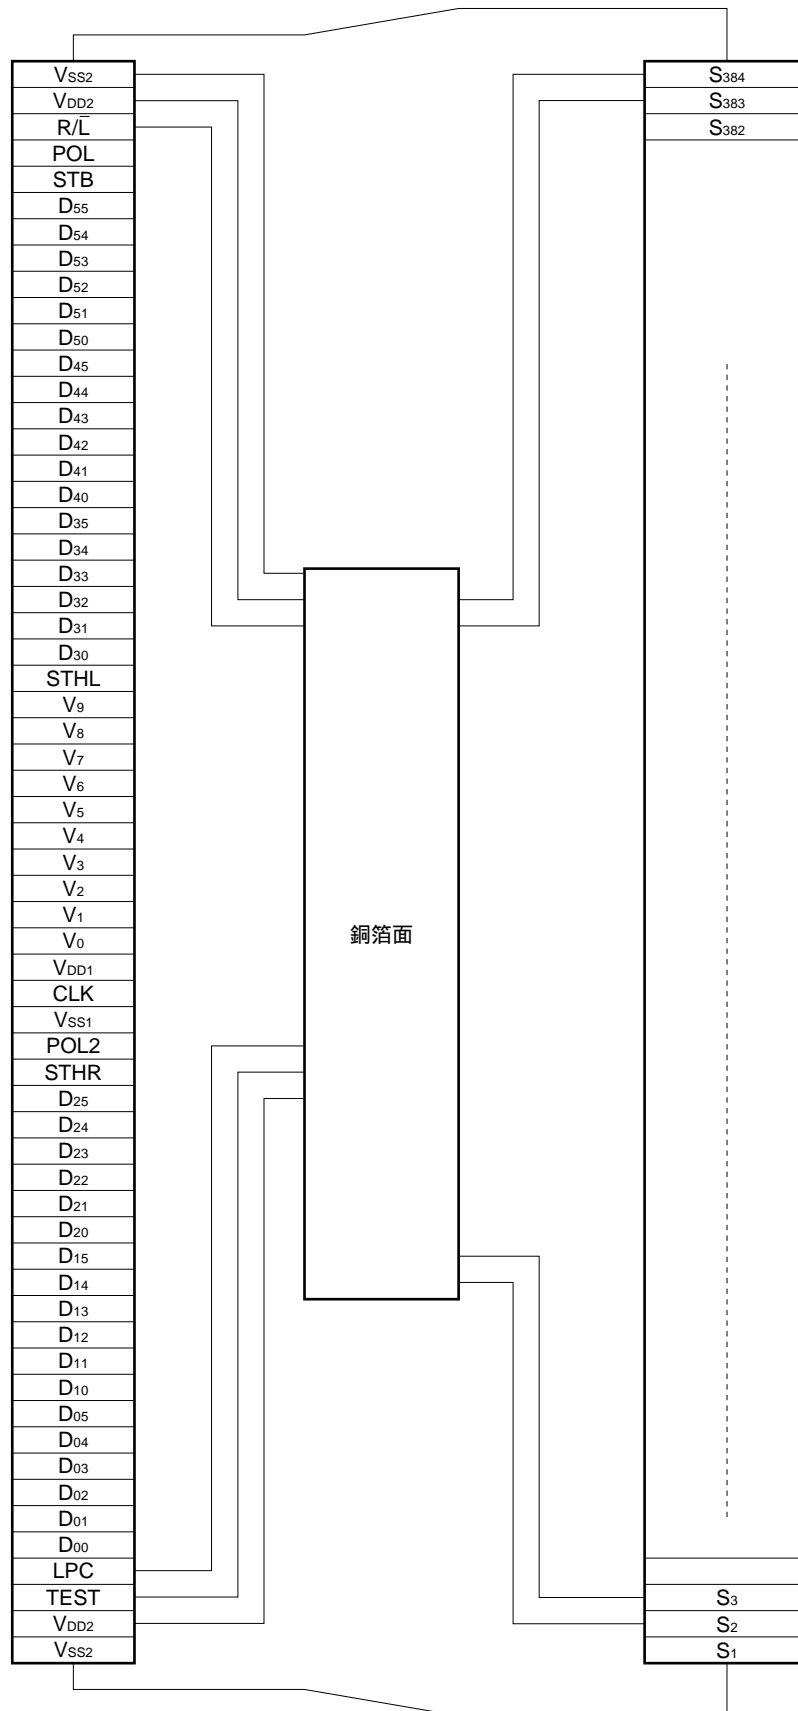 VSS2
VDD2
R/L̅
POL
STB
D55
D54
D53
D52
D51
D50
D45
D44
D43
D42
D41
D40
D35
D34
D33
D32
D31
D30
STHL
V9
V8
V7
V6
V5
V4
V3
V2
V1
V0
VDD1
CLK
VSS1
POL2
STHR
D25
D24
D23
D22
D21
D20
D15
D14
D13
D12
D11
D10
D05
D04
D03
D02
D01
D00
LPC
TEST
VDD2
VSS2
銅箔面
S384
S383
S382
S3
S2
S1